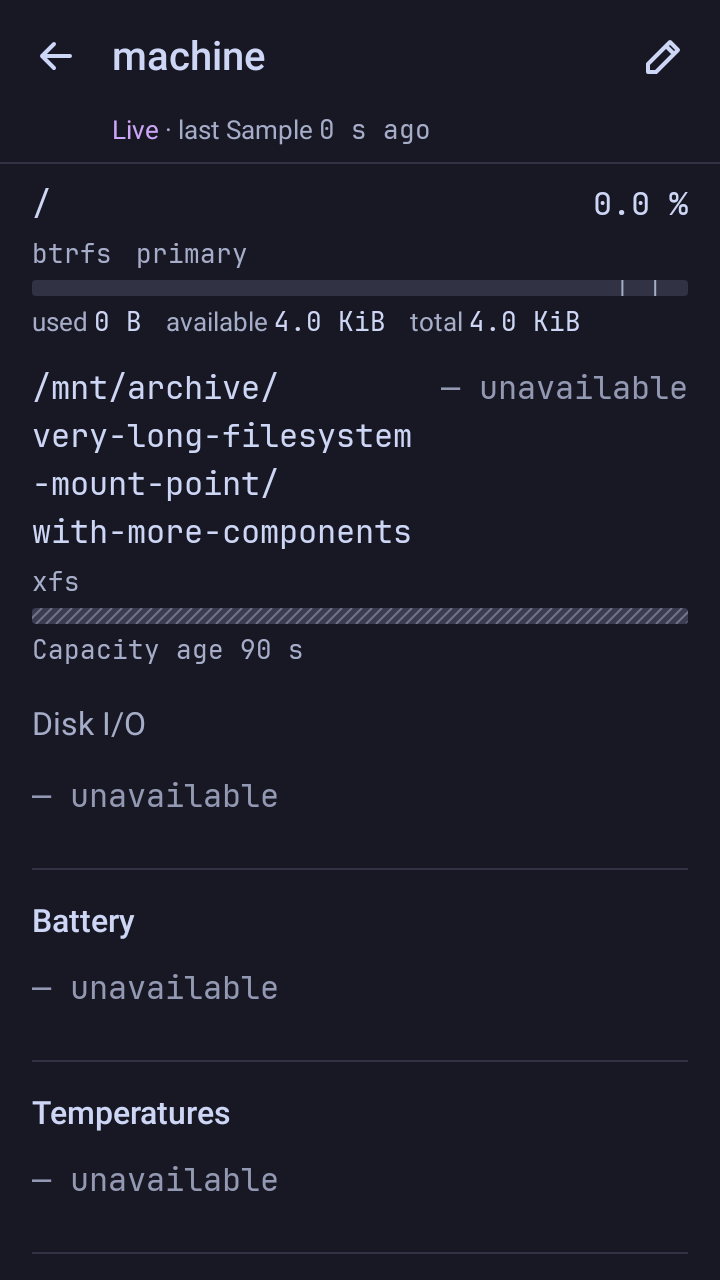 machine
Live · last Sample 0 s ago
/ 0.0 %
btrfs primary
used 0 B available 4.0 KiB total 4.0 KiB
/mnt/archive/ — unavailable
very-long-filesystem
-mount-point/
with-more-components
xfs
Capacity age 90 s
Disk I/O
— unavailable
Battery
— unavailable
Temperatures
— unavailable